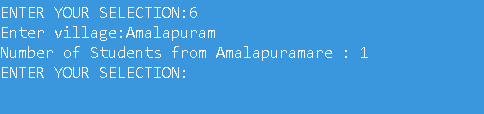 ENTER YOUR SELECTION:6
Enter village:Amalapuram
Number of Students from Amalapuramare : 1
ENTER YOUR SELECTION: